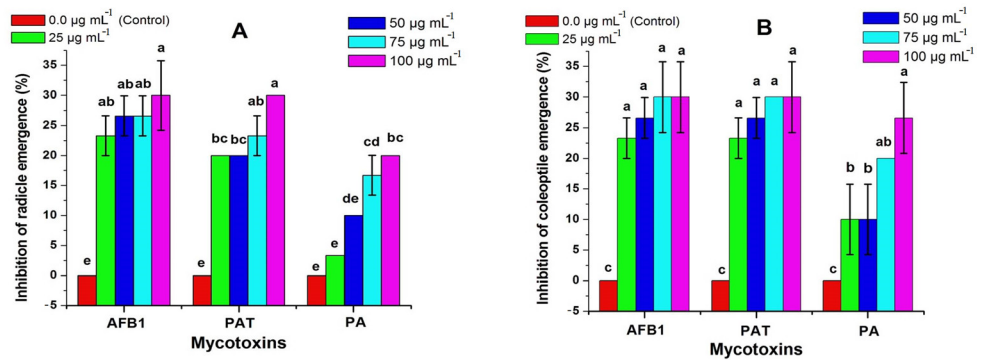 0.0 µg mL⁻¹ (Control)
25 µg mL⁻¹
50 µg mL⁻¹
75 µg mL⁻¹
100 µg mL⁻¹
A
Inhibition of radicle emergence (%)
35
30
25
20
15
10
5
0
-5
e ab ab ab a
e bc bc ab a
e e de cd bc
AFB1 PAT PA
Mycotoxins
0.0 µg mL⁻¹ (Control)
25 µg mL⁻¹
50 µg mL⁻¹
75 µg mL⁻¹
100 µg mL⁻¹
B
Inhibition of coleoptile emergence (%)
35
30
25
20
15
10
5
0
-5
c a a a a
c a a a a
c b b ab a
AFB1 PAT PA
Mycotoxins